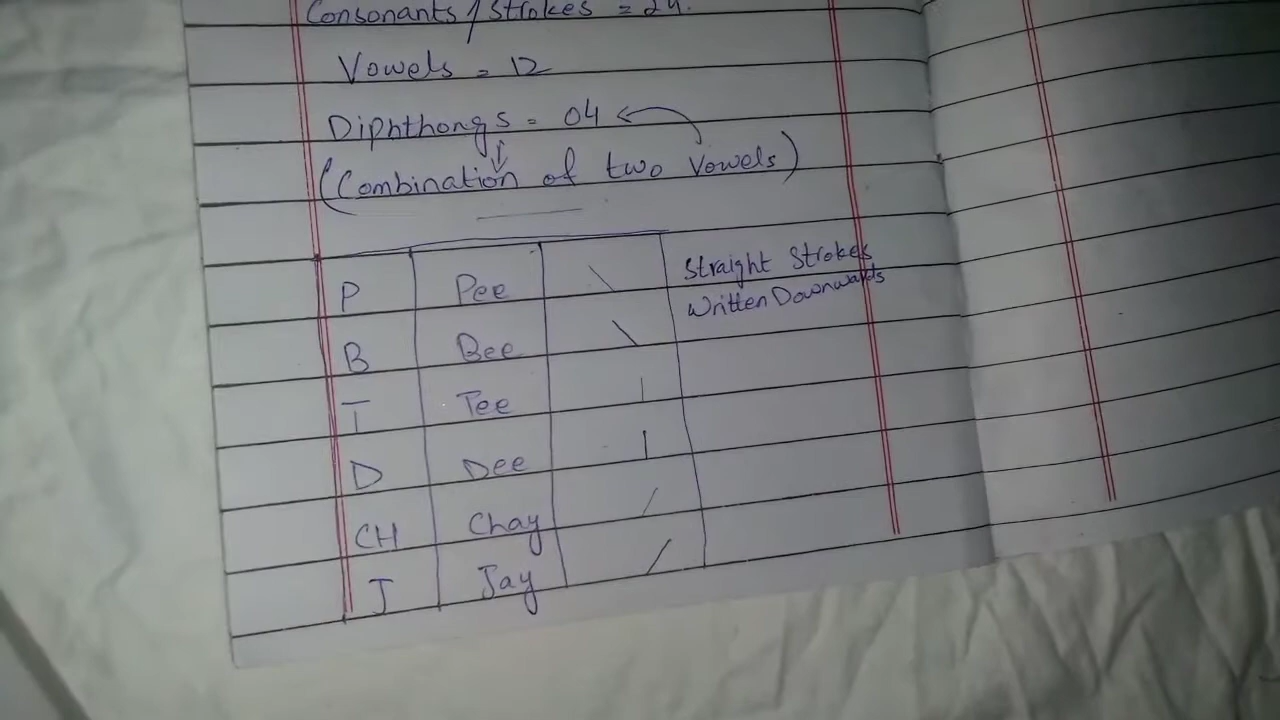 Consonants / Strokes = 24.
Vowels = 12
Diphthongs = 04
(Combination of two Vowels)
P Pee \ Straight Strokes
Written Downwards
B Bee \
T Tee |
D Dee |
CH Chay /
J Jay /